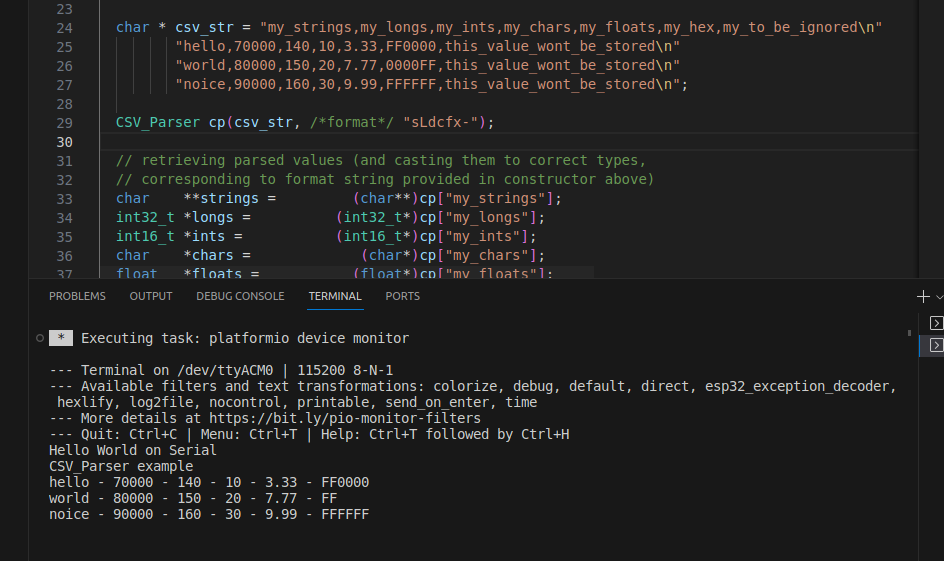 23
24 char * csv_str = "my_strings,my_longs,my_ints,my_chars,my_floats,my_hex,my_to_be_ignored\n"
25 "hello,70000,140,10,3.33,FF0000,this_value_wont_be_stored\n"
26 "world,80000,150,20,7.77,0000FF,this_value_wont_be_stored\n"
27 "noice,90000,160,30,9.99,FFFFFF,this_value_wont_be_stored\n";
28
29 CSV_Parser cp(csv_str, /*format*/ "sLdcfx-");
30
31 // retrieving parsed values (and casting them to correct types,
32 // corresponding to format string provided in constructor above)
33 char **strings = (char**)cp["my_strings"];
34 int32_t *longs = (int32_t*)cp["my_longs"];
35 int16_t *ints = (int16_t*)cp["my_ints"];
36 char *chars = (char*)cp["my_chars"];
37 float *floats = (float*)cp["my_floats"];
PROBLEMS OUTPUT DEBUG CONSOLE TERMINAL PORTS
* Executing task: platformio device monitor
--- Terminal on /dev/ttyACM0 | 115200 8-N-1
--- Available filters and text transformations: colorize, debug, default, direct, esp32_exception_decoder,
hexlify, log2file, nocontrol, printable, send_on_enter, time
--- More details at https://bit.ly/pio-monitor-filters
--- Quit: Ctrl+C | Menu: Ctrl+T | Help: Ctrl+T followed by Ctrl+H
Hello World on Serial
CSV_Parser example
hello - 70000 - 140 - 10 - 3.33 - FF0000
world - 80000 - 150 - 20 - 7.77 - FF
noice - 90000 - 160 - 30 - 9.99 - FFFFFF